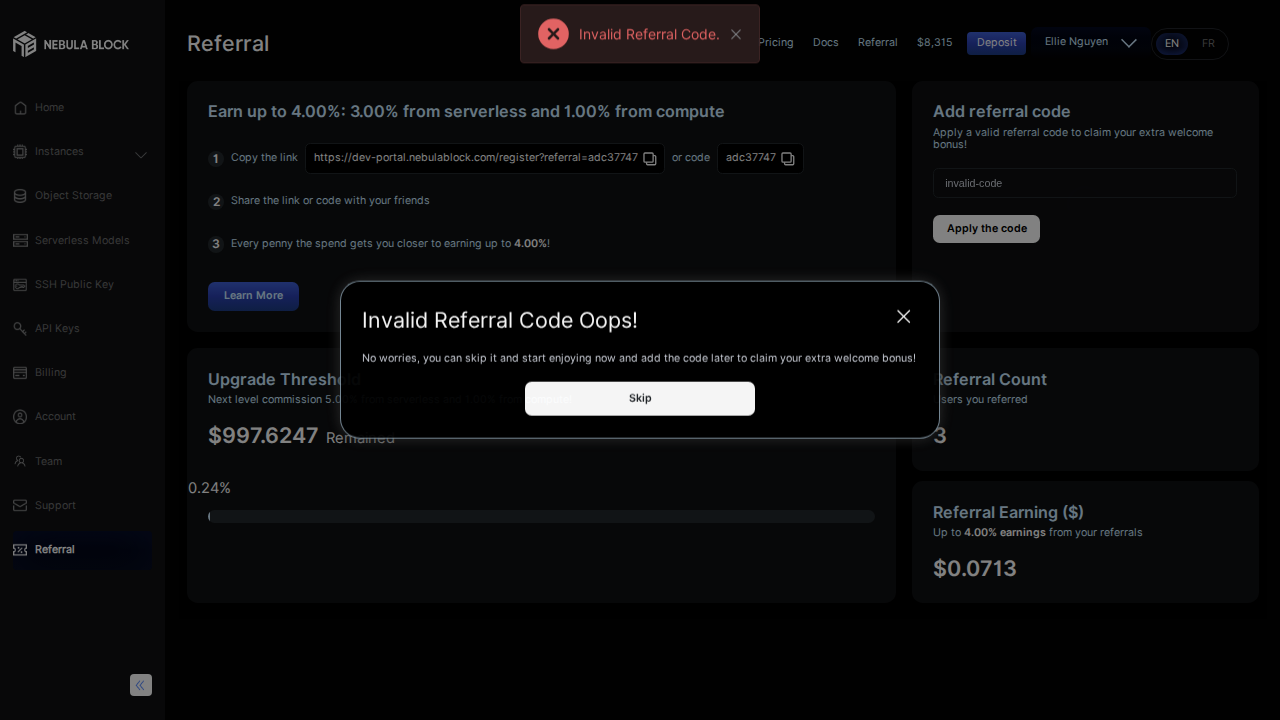 Invalid Referral Code.
NEBULA BLOCK
Referral
Pricing
Docs
Referral
$8,315
Deposit
Ellie Nguyen
EN
FR
Home
Instances
Object Storage
Serverless Models
SSH Public Key
API Keys
Billing
Account
Team
Support
Referral
Earn up to 4.00%: 3.00% from serverless and 1.00% from compute
1 Copy the link https://dev-portal.nebulablock.com/register?referral=adc37747 or code adc37747
2 Share the link or code with your friends
3 Every penny the spend gets you closer to earning up to 4.00%!
Learn More
Add referral code
Apply a valid referral code to claim your extra welcome
bonus!
invalid-code
Apply the code
Invalid Referral Code Oops!
No worries, you can skip it and start enjoying now and add the code later to claim your extra welcome bonus!
Skip
Upgrade Threshold
Next level commission
$997.6247 Remained
0.24%
Referral Count
Users you referred
3
Referral Earning ($)
Up to 4.00% earnings from your referrals
$0.0713